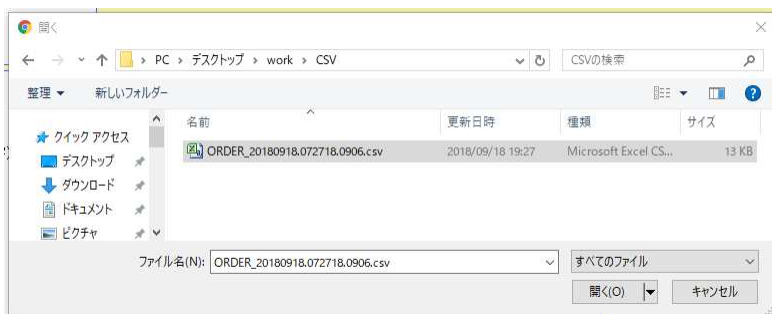 開く
PC › デスクトップ › work › CSV
CSVの検索
整理
新しいフォルダー
名前 更新日時 種類 サイズ
クイック アクセス
ORDER_20180918.072718.0906.csv 2018/09/18 19:27 Microsoft Excel CS... 13 KB
デスクトップ
ダウンロード
ドキュメント
ピクチャ
ファイル名(N): ORDER_20180918.072718.0906.csv すべてのファイル
開く(O) キャンセル